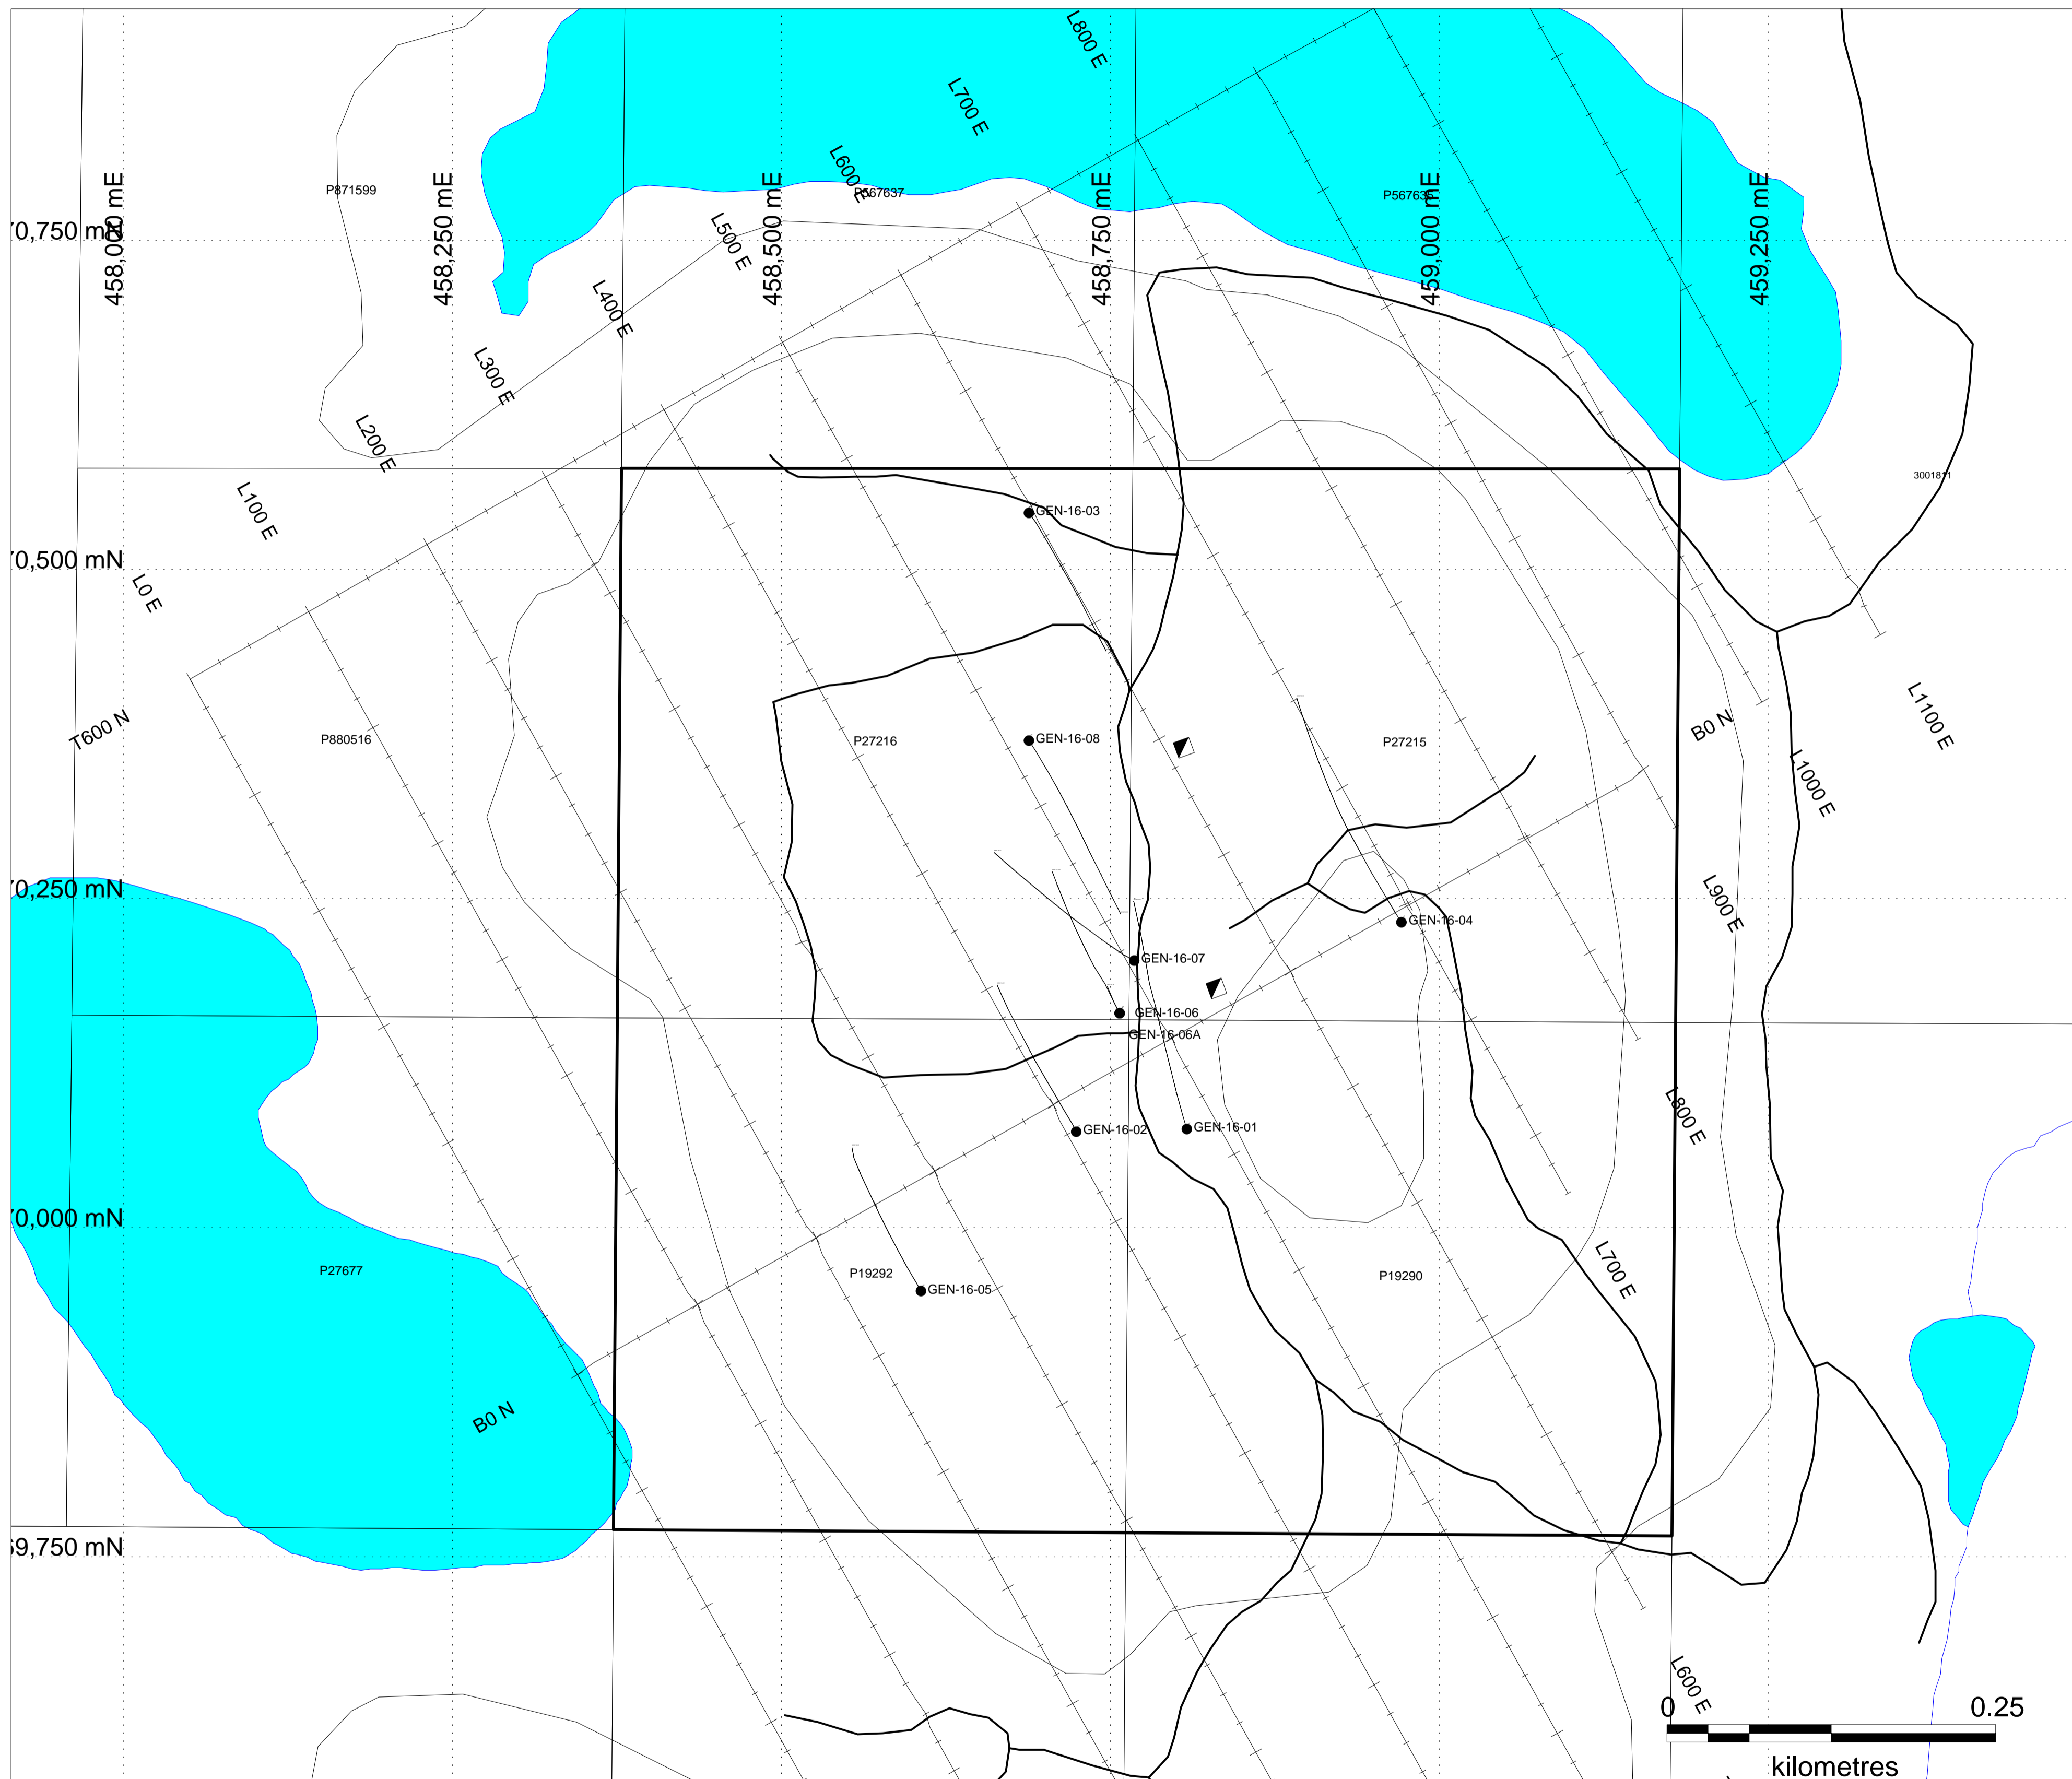 L800 E
L700 E
L600 E
L500 E
L400 E
L300 E
L200 E
L100 E
L0 E
P871599
P567637
P567635
458,000 mE
458,250 mE
458,500 mE
458,750 mE
459,000 mE
459,250 mE
70,750 mN
3001811
GEN-16-03
70,500 mN
T600 N
P880516
P27216
GEN-16-08
P27215
B0 N
L1100 E
L1000 E
70,250 mN
L900 E
GEN-16-04
GEN-16-07
GEN-16-06
GEN-16-06A
GEN-16-02
GEN-16-01
L800 E
70,000 mN
P27677
P19292
GEN-16-05
P19290
L700 E
B0 N
69,750 mN
L600 E
0 0.25
kilometres